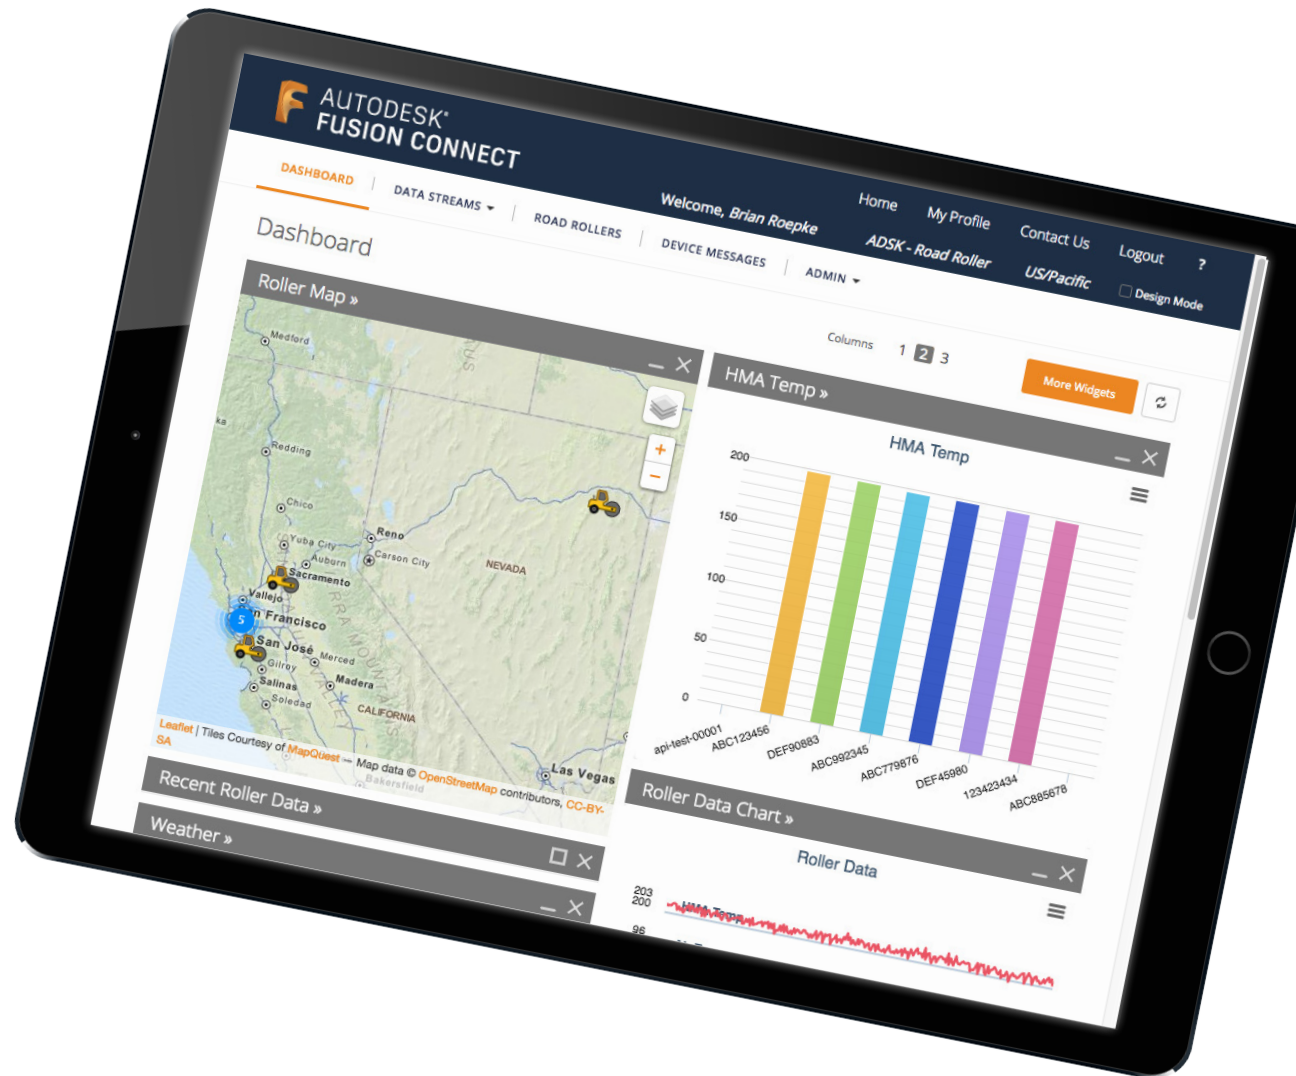 AUTODESK®
FUSION CONNECT
Home My Profile Contact Us Logout ?
Welcome, Brian Roepke ADSK - Road Roller US/Pacific Design Mode
DASHBOARD DATA STREAMS ROAD ROLLERS DEVICE MESSAGES ADMIN
Dashboard
Columns 1 2 3 More Widgets
Roller Map »
Medford
Redding
Chico
Yuba City
Auburn
Reno
Carson City
Sacramento
NEVADA
Vallejo
5
n Francisco
San José
Merced
Gilroy
Madera
Salinas
Soledad
CALIFORNIA
Las Vegas
Bakersfield
Leaflet | Tiles Courtesy of MapQuest — Map data © OpenStreetMap contributors, CC-BY-
SA
Recent Roller Data »
Weather »
HMA Temp »
HMA Temp
200
150
100
50
0
api-test-00001
ABC123456
DEF90883
ABC992345
ABC779876
DEF45980
123423434
ABC885678
Roller Data Chart »
Roller Data
203
200
HMA Temp
96